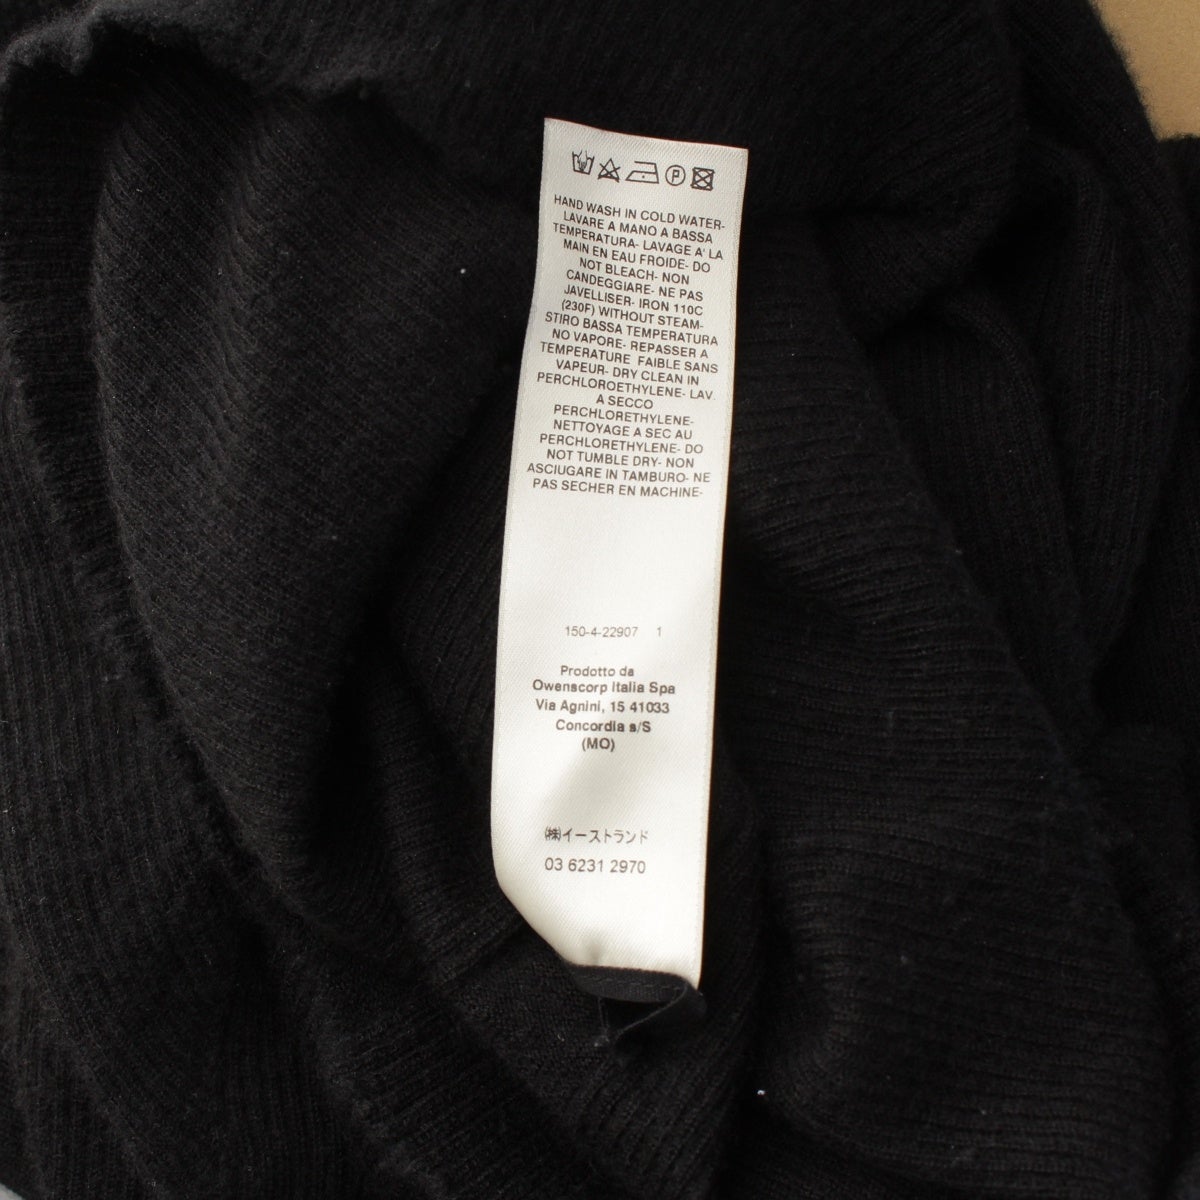 HAND WASH IN COLD WATER-
LAVARE A MANO A BASSA
TEMPERATURA- LAVAGE A' LA
MAIN EN EAU FROIDE- DO
NOT BLEACH- NON
CANDEGGIARE- NE PAS
JAVELLISER- IRON 110C
(230F) WITHOUT STEAM-
STIRO BASSA TEMPERATURA
NO VAPORE- REPASSER A
TEMPERATURE FAIBLE SANS
VAPEUR- DRY CLEAN IN
PERCHLOROETHYLENE- LAV.
A SECCO
PERCHLORETHYLENE-
NETTOYAGE A SEC AU
PERCHLORETHYLENE- DO
NOT TUMBLE DRY- NON
ASCIUGARE IN TAMBURO- NE
PAS SECHER EN MACHINE-
150-4-22907 1
Prodotto da
Owenscorp Italia Spa
Via Agnini, 15 41033
Concordia s/S
(MO)
㈱イーストランド
03 6231 2970